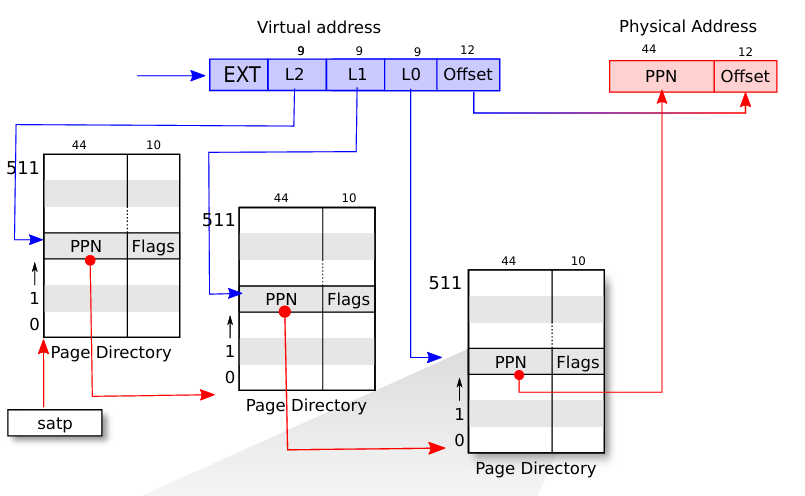 Virtual address
Physical Address
9 9 9 12
44 12
EXT L2 L1 L0 Offset
PPN Offset
44 10
511
PPN Flags
1
0
Page Directory
satp
44 10
511
PPN Flags
1
0
Page Directory
44 10
511
PPN Flags
1
0
Page Directory